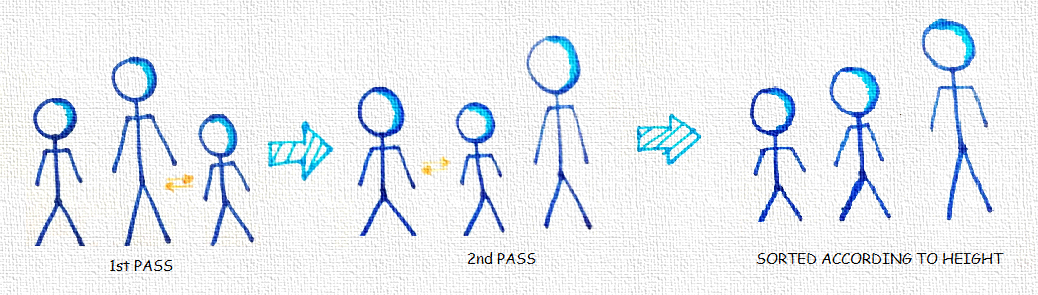 1st PASS
2nd PASS
SORTED ACCORDING TO HEIGHT